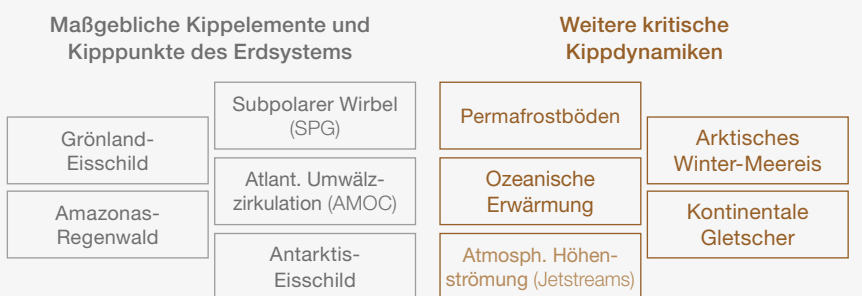 Maßgebliche Kippelemente und
Kipppunkte des Erdsystems
Grönland-
Eisschild
Amazonas-
Regenwald
Subpolarer Wirbel
(SPG)
Atlant. Umwälz-
zirkulation (AMOC)
Antarktis-
Eisschild
Weitere kritische
Kippdynamiken
Permafrostböden
Ozeanische
Erwärmung
Atmosph. Höhen-
strömung (Jetstreams)
Arktisches
Winter-Meereis
Kontinentale
Gletscher